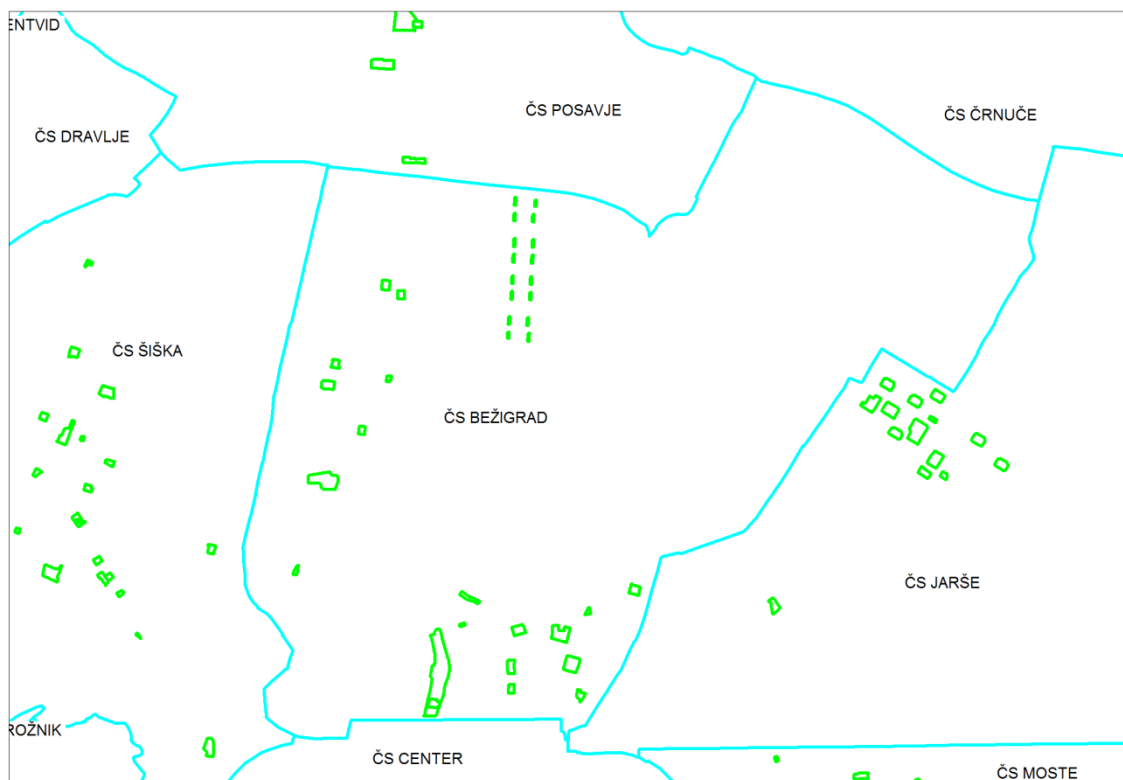 ENTVID
ČS POSAVJE
ČS ČRNUČE
ČS DRAVLJE
ČS ŠIŠKA
ČS BEŽIGRAD
ČS JARŠE
ROŽNIK
ČS CENTER
ČS MOSTE